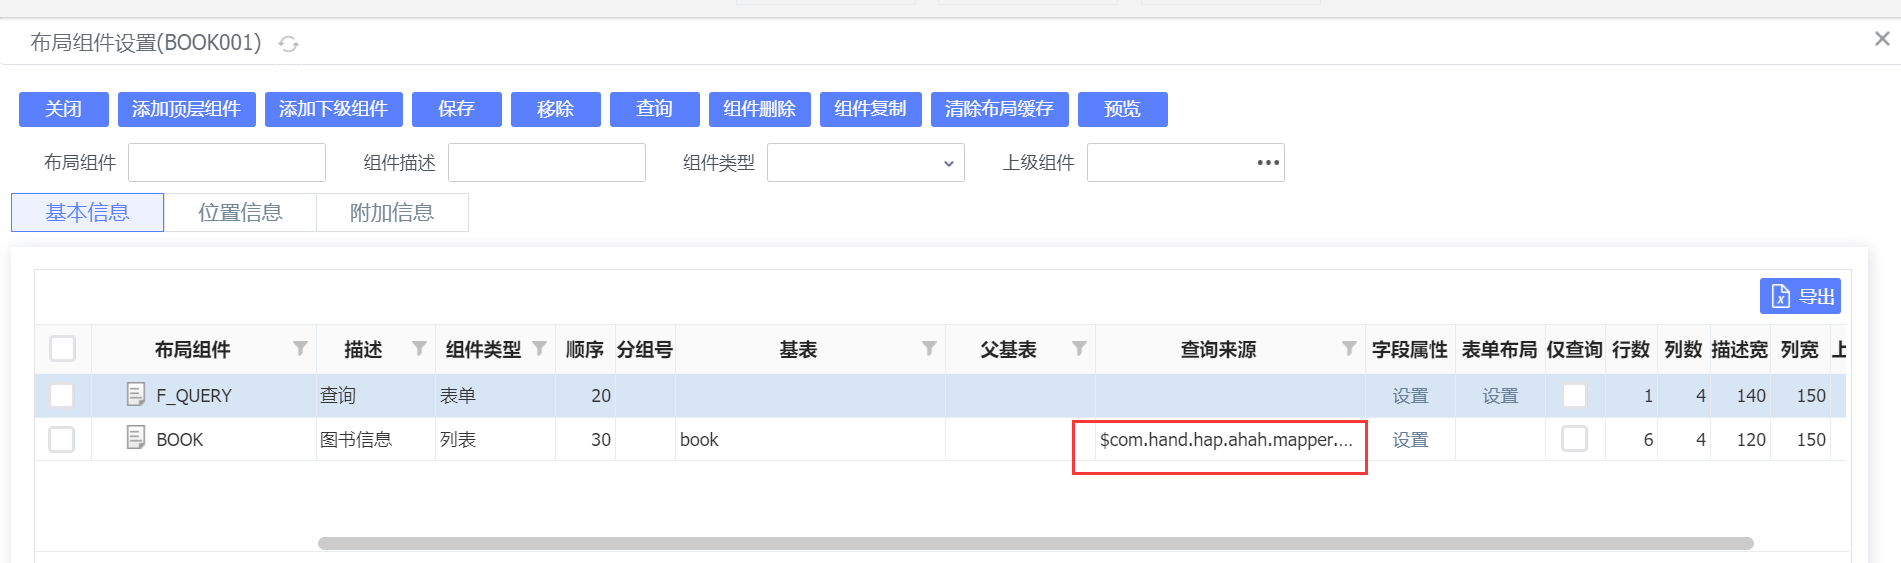 布局组件设置(BOOK001)
关闭 添加顶层组件 添加下级组件 保存 移除 查询 组件删除 组件复制 清除布局缓存 预览
布局组件 组件描述 组件类型 上级组件
基本信息 位置信息 附加信息
导出
布局组件 描述 组件类型 顺序 分组号 基表 父基表 查询来源 字段属性 表单布局 仅查询 行数 列数 描述宽 列宽 上
F_QUERY 查询 表单 20 设置 设置 1 4 140 150
BOOK 图书信息 列表 30 book $com.hand.hap.ahah.mapper.... 设置 6 4 120 150